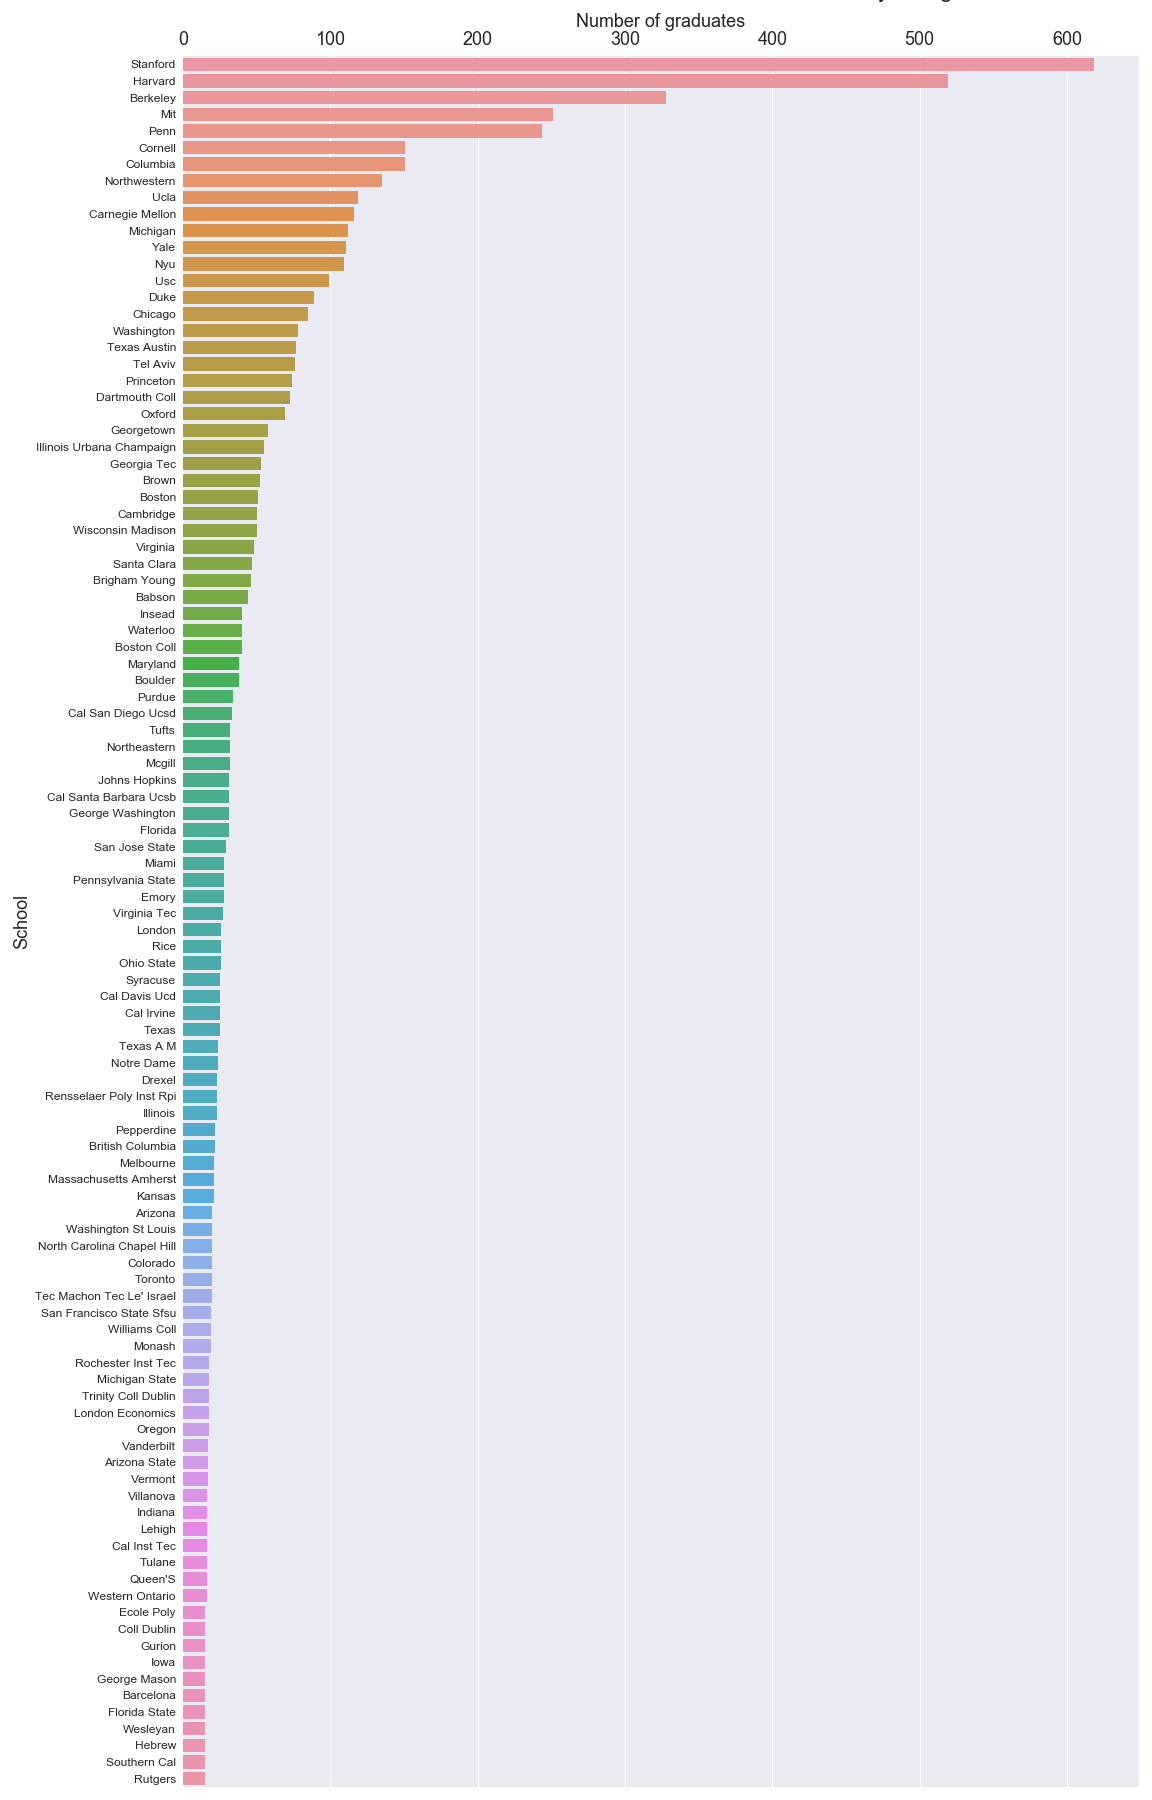 Number of graduates
0 100 200 300 400 500 600
School
Stanford
Harvard
Berkeley
Mit
Penn
Cornell
Columbia
Northwestern
Ucla
Carnegie Mellon
Michigan
Yale
Nyu
Usc
Duke
Chicago
Washington
Texas Austin
Tel Aviv
Princeton
Dartmouth Coll
Oxford
Georgetown
Illinois Urbana Champaign
Georgia Tec
Brown
Boston
Cambridge
Wisconsin Madison
Virginia
Santa Clara
Brigham Young
Babson
Insead
Waterloo
Boston Coll
Maryland
Boulder
Purdue
Cal San Diego Ucsd
Tufts
Northeastern
Mcgill
Johns Hopkins
Cal Santa Barbara Ucsb
George Washington
Florida
San Jose State
Miami
Pennsylvania State
Emory
Virginia Tec
London
Rice
Ohio State
Syracuse
Cal Davis Ucd
Cal Irvine
Texas
Texas A M
Notre Dame
Drexel
Rensselaer Poly Inst Rpi
Illinois
Pepperdine
British Columbia
Melbourne
Massachusetts Amherst
Kansas
Arizona
Washington St Louis
North Carolina Chapel Hill
Colorado
Toronto
Tec Machon Tec Le' Israel
San Francisco State Sfsu
Williams Coll
Monash
Rochester Inst Tec
Michigan State
Trinity Coll Dublin
London Economics
Oregon
Vanderbilt
Arizona State
Vermont
Villanova
Indiana
Lehigh
Cal Inst Tec
Tulane
Queen'S
Western Ontario
Ecole Poly
Coll Dublin
Gurion
Iowa
George Mason
Barcelona
Florida State
Wesleyan
Hebrew
Southern Cal
Rutgers